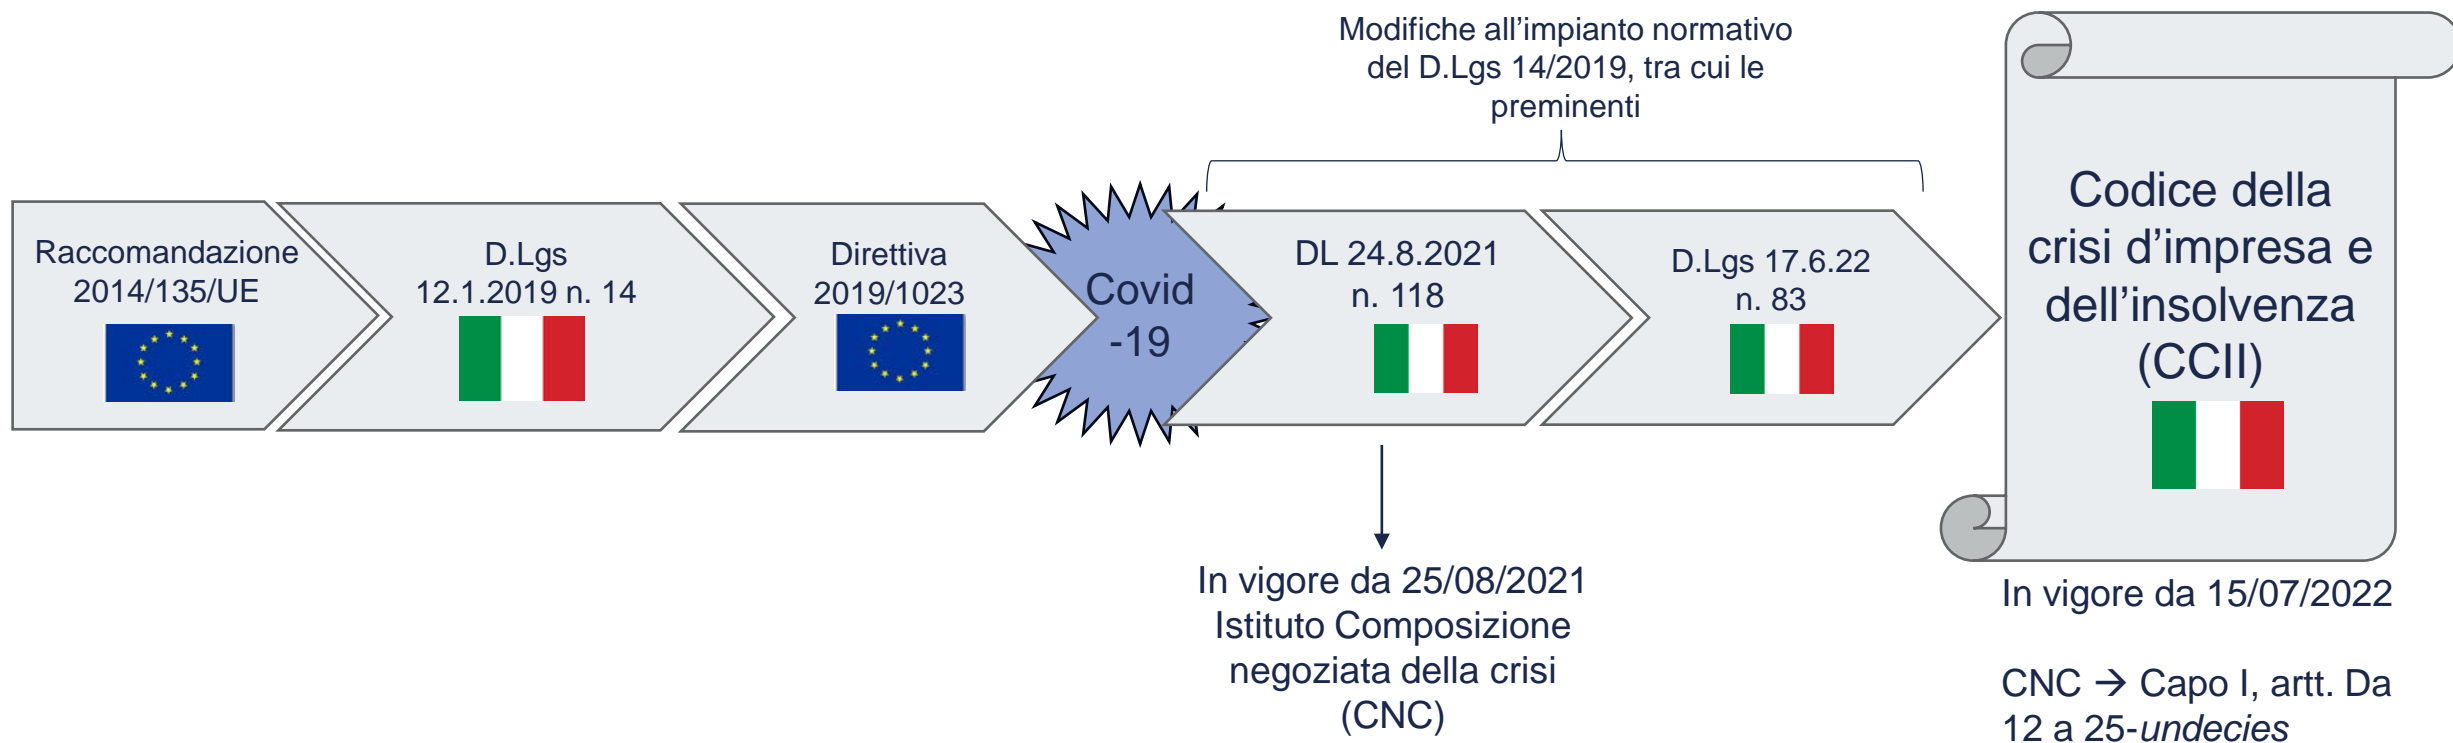 Modifiche all'impianto normativo
del D.Lgs 14/2019, tra cui le
preminenti
Raccomandazione
2014/135/UE
D.Lgs
12.1.2019 n. 14
Direttiva
2019/1023
Covid
-19
DL 24.8.2021
n. 118
D.Lgs 17.6.22
n. 83
Codice della
crisi d'impresa e
dell'insolvenza
(CCII)
In vigore da 25/08/2021
Istituto Composizione
negoziata della crisi
(CNC)
In vigore da 15/07/2022
CNC → Capo I, artt. Da
12 a 25-undecies